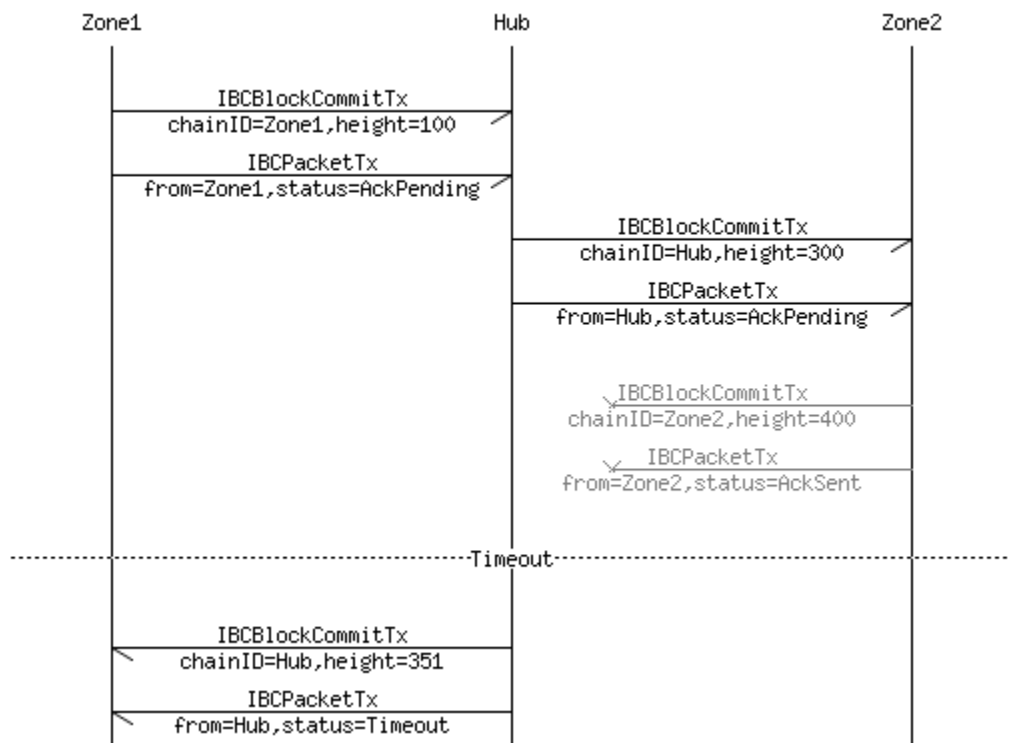 Zone1 Hub Zone2
IBCBlockCommitTx
chainID=Zone1,height=100
IBCPacketTx
from=Zone1,status=AckPending
IBCBlockCommitTx
chainID=Hub,height=300
IBCPacketTx
from=Hub,status=AckPending
IBCBlockCommitTx
chainID=Zone2,height=400
IBCPacketTx
from=Zone2,status=AckSent
Timeout
IBCBlockCommitTx
chainID=Hub,height=351
IBCPacketTx
from=Hub,status=Timeout